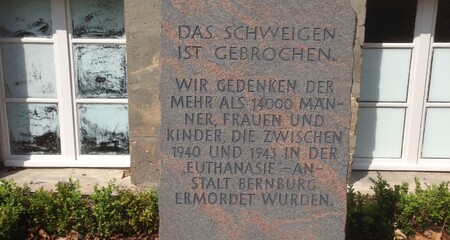 DAS SCHWEIGEN
IST GEBROCHEN.
WIR GEDENKEN DER
MEHR ALS 14000 MÄN-
NER, FRAUEN UND
KINDER, DIE ZWISCHEN
1940 UND 1943 IN DER
„EUTHANASIE“-AN-
STALT BERNBURG
ERMORDET WURDEN.